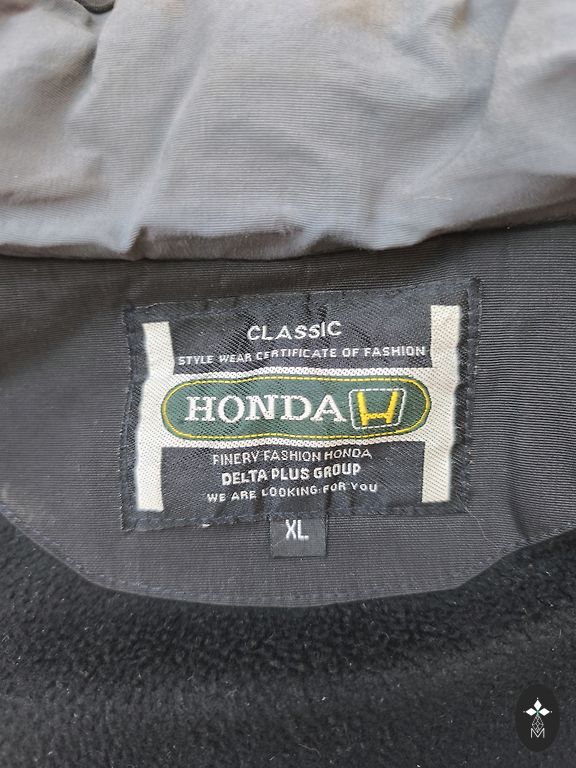 CLASSIC
STYLE WEAR CERTIFICATE OF FASHION
HONDA
FINERY FASHION HONDA
DELTA PLUS GROUP
WE ARE LOOKING FOR YOU
XL
M